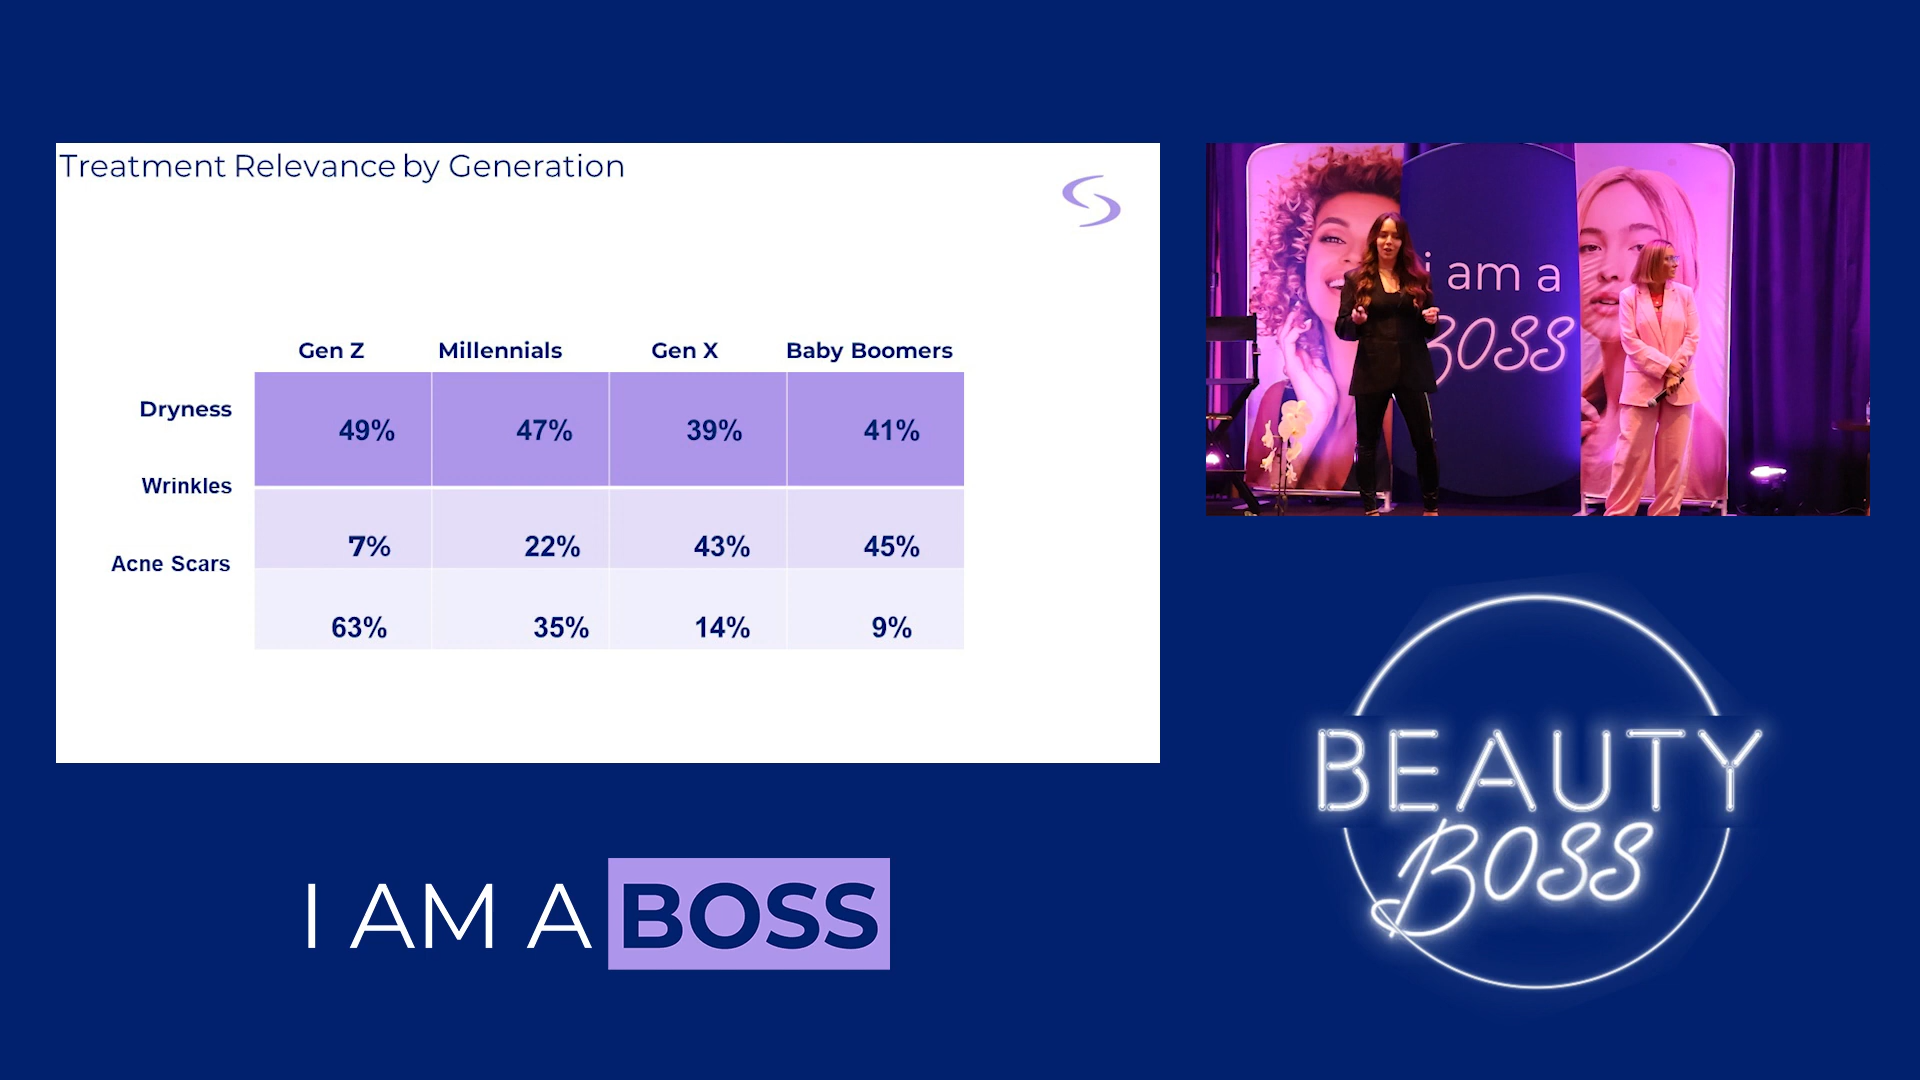 Treatment Relevance by Generation
Gen Z Millennials Gen X Baby Boomers
Dryness 49% 47% 39% 41%
Wrinkles 7% 22% 43% 45%
Acne Scars 63% 35% 14% 9%
i am a
BOSS
BEAUTY
BOSS
I AM A BOSS